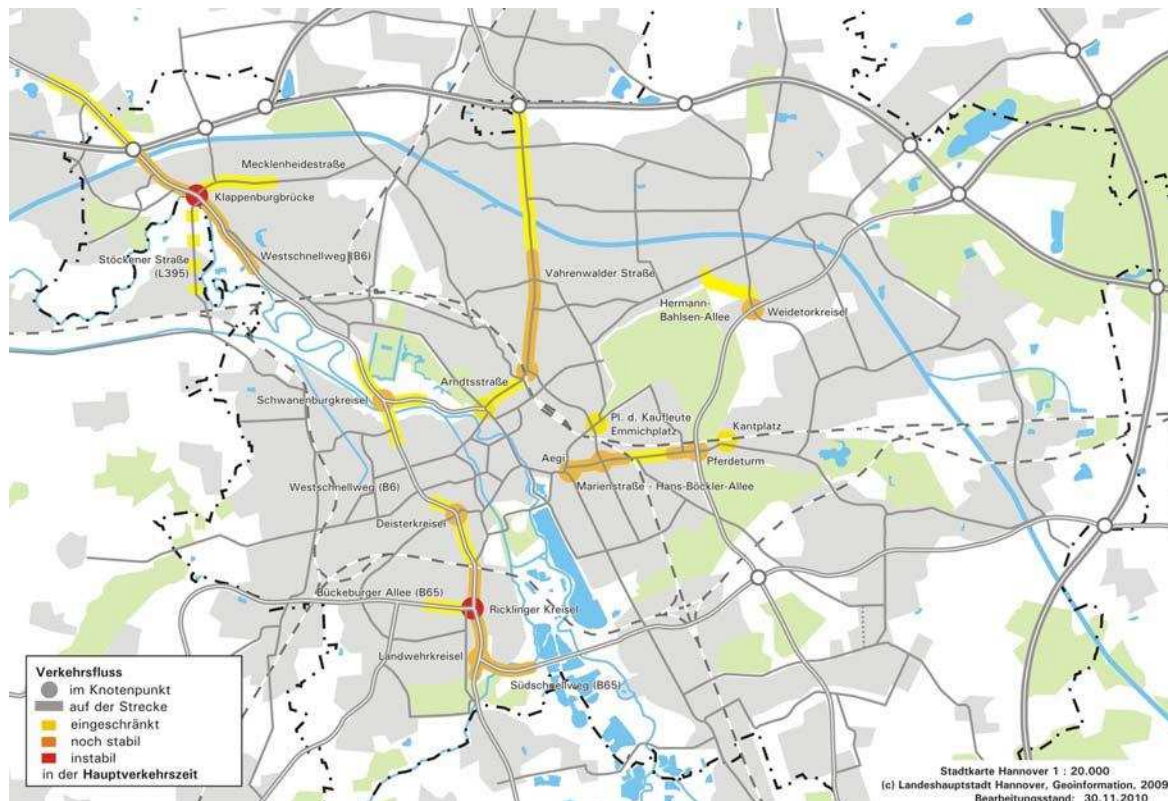 Mecklenheidestraße
Klappenburgbrücke
Stöckener Straße
(L395)
Westschnellweg (B6)
Vahrenwalder Straße
Hermann-
Bahlsen-Allee
Weidetorkreisel
Arndtsstraße
Schwanenburgkreisel
Pl. d. Kaufleute
Emmichplatz
Kantplatz
Aegi
Pferdeturm
Marienstraße - Hans-Böckler-Allee
Westschnellweg (B6)
Deisterkreisel
Bückeburger Allee (B65)
Ricklinger Kreisel
Landwehrkreisel
Südschnellweg (B65)
Verkehrsfluss
im Knotenpunkt
auf der Strecke
eingeschränkt
noch stabil
instabil
in der Hauptverkehrszeit
Stadtkarte Hannover 1 : 20.000
(c) Landeshauptstadt Hannover, Geoinformation, 2009
Bearbeitungsstand: 30.11.2010